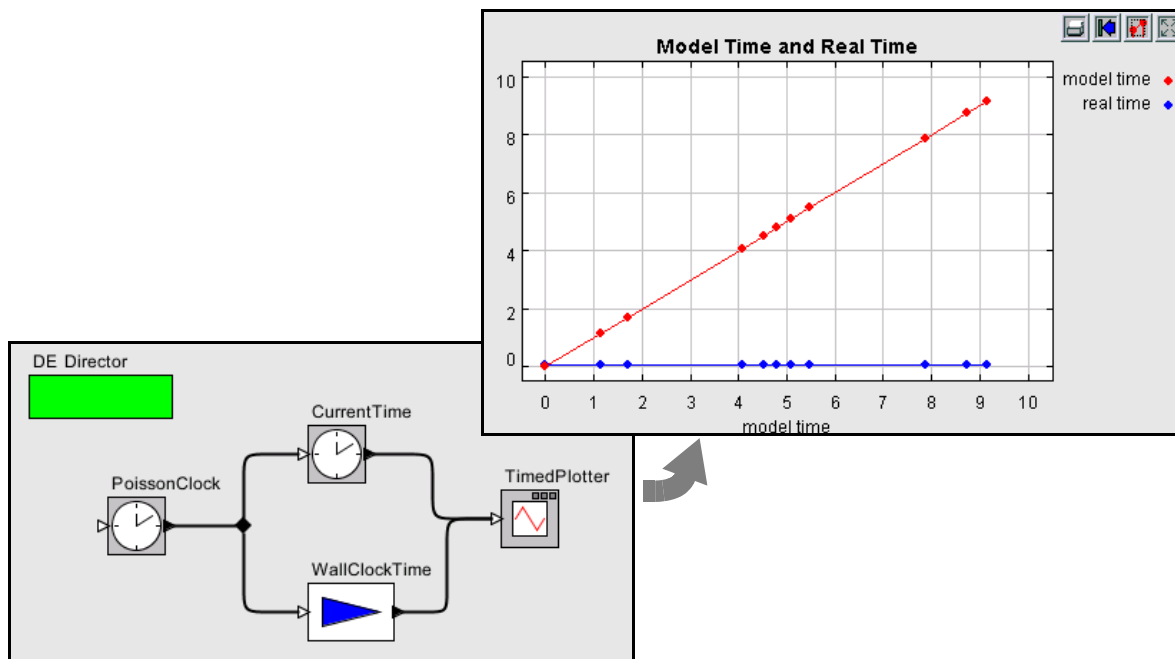 Model Time and Real Time
model time
real time
10
8
6
4
2
0
0 1 2 3 4 5 6 7 8 9 10
model time
DE Director
CurrentTime
PoissonClock
TimedPlotter
WallClockTime